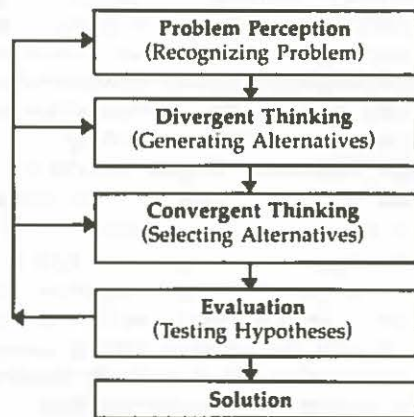 Problem Perception
(Recognizing Problem)
Divergent Thinking
(Generating Alternatives)
Convergent Thinking
(Selecting Alternatives)
Evaluation
(Testing Hypotheses)
Solution